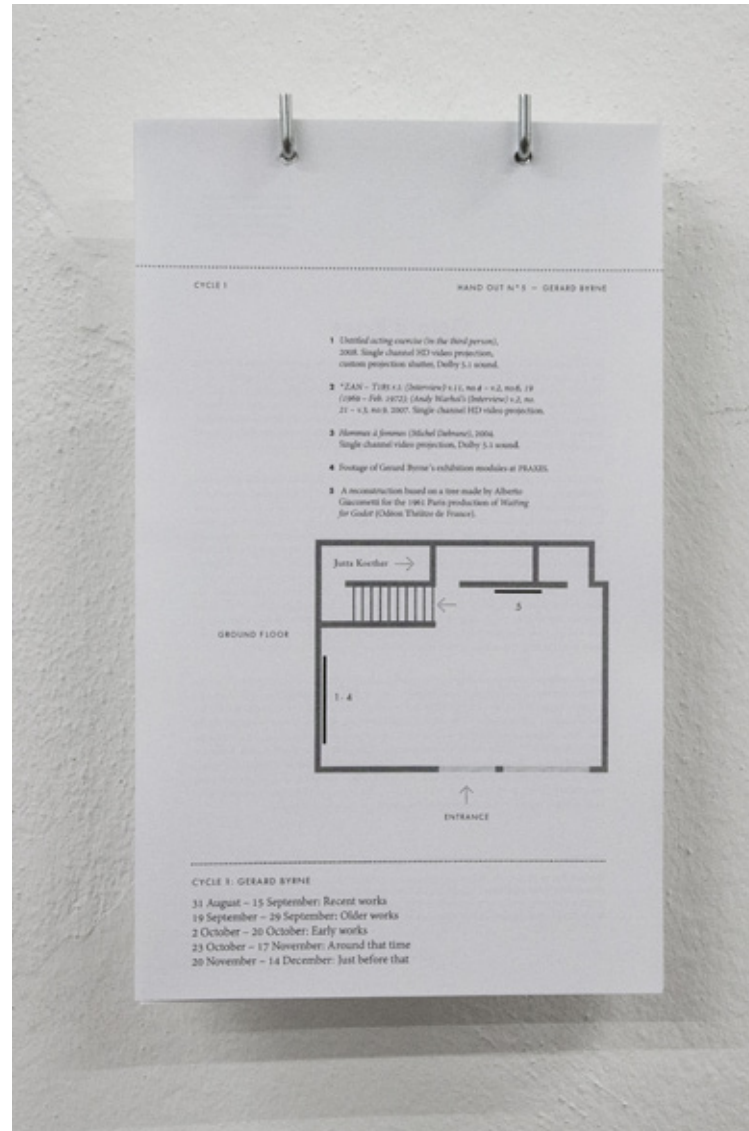 CYCLE 1
HAND OUT N°5 – GERARD BYRNE
1 Untitled acting exercise (in the third person),
2008. Single channel HD video projection,
custom projection shutter, Dolby 5.1 sound.
2 *ZAN – (Interview) v.11, no.4 – v.2, no.6, 19
(1969 – Feb. 1972); (Andy Warhol's (Interview) v.2, no.
21 – v.3, no.9. 2007. Single channel HD video projection.
3 Hommes à femmes (Michel Debrane), 2004.
Single channel video projection, Dolby 5.1 sound.
4 Footage of Gerard Byrne's exhibition modules at PRAXES.
5 A reconstruction based on a tree made by Alberto
Giacometti for the 1961 Paris production of Waiting
for Godot (Odéon Théâtre de France).
Jutta Koether →
←
5
GROUND FLOOR
1- 4
↑
ENTRANCE
CYCLE 1: GERARD BYRNE
31 August – 15 September: Recent works
19 September – 29 September: Older works
2 October – 20 October: Early works
23 October – 17 November: Around that time
20 November – 14 December: Just before that